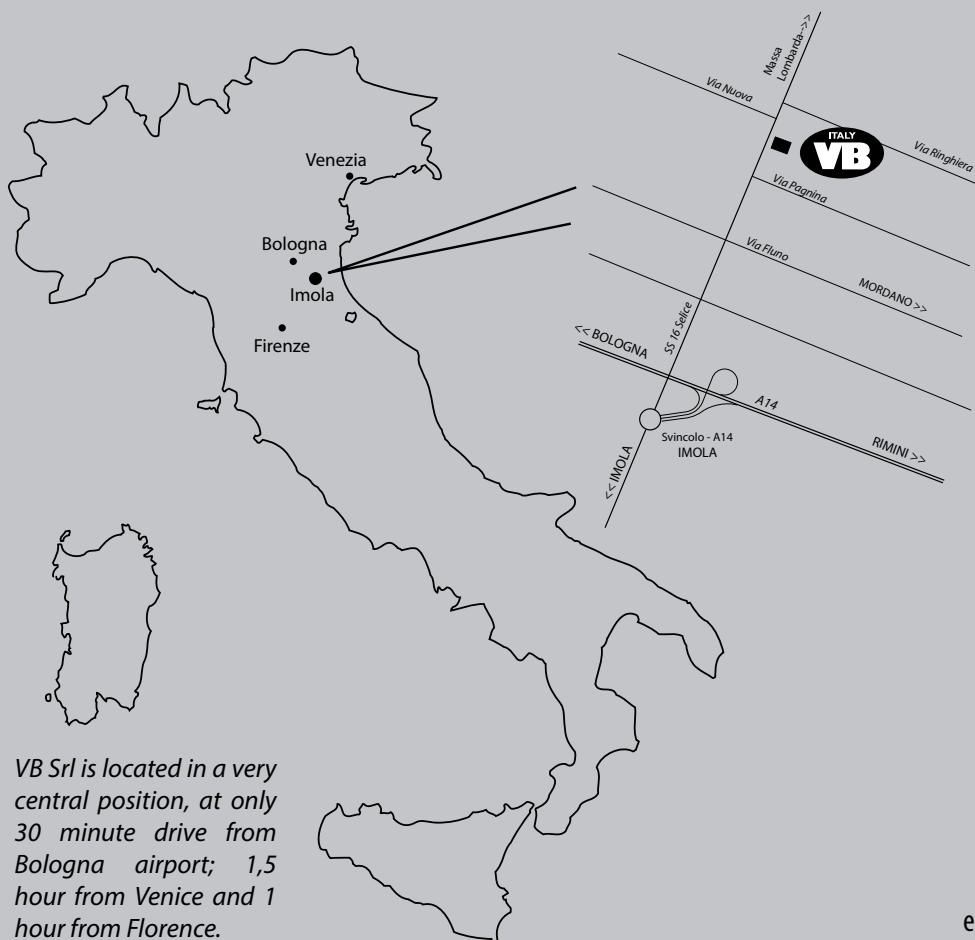 Venezia
Bologna
Imola
Firenze
Massa
Lombarda-->>
Via Nuova
ITALY
VB
Via Ringhiera
Via Pagnina
Via Fluno
MORDANO >>
SS 16 Selice
<< BOLOGNA
A14
Svincolo - A14
IMOLA
RIMINI >>
<< IMOLA
VB Srl is located in a very
central position, at only
30 minute drive from
Bologna airport; 1,5
hour from Venice and 1
hour from Florence.
e